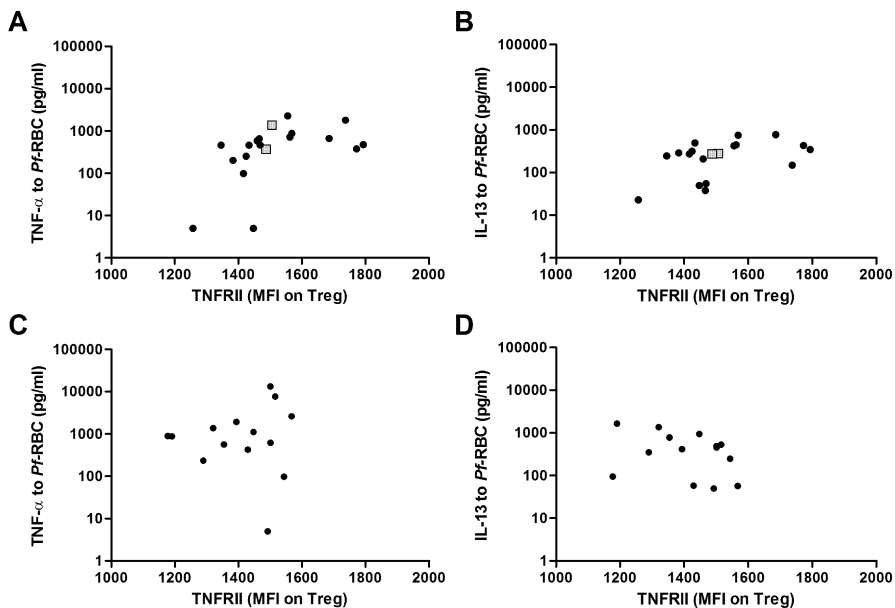 A
100000
10000
1000
100
10
1
TNF-α to Pf-RBC (pg/ml)
1000 1200 1400 1600 1800 2000
TNFRII (MFI on Treg)
B
100000
10000
1000
100
10
1
IL-13 to Pf-RBC (pg/ml)
1000 1200 1400 1600 1800 2000
TNFRII (MFI on Treg)
C
100000
10000
1000
100
10
1
TNF-α to Pf-RBC (pg/ml)
1000 1200 1400 1600 1800 2000
TNFRII (MFI on Treg)
D
100000
10000
1000
100
10
1
IL-13 to Pf-RBC (pg/ml)
1000 1200 1400 1600 1800 2000
TNFRII (MFI on Treg)